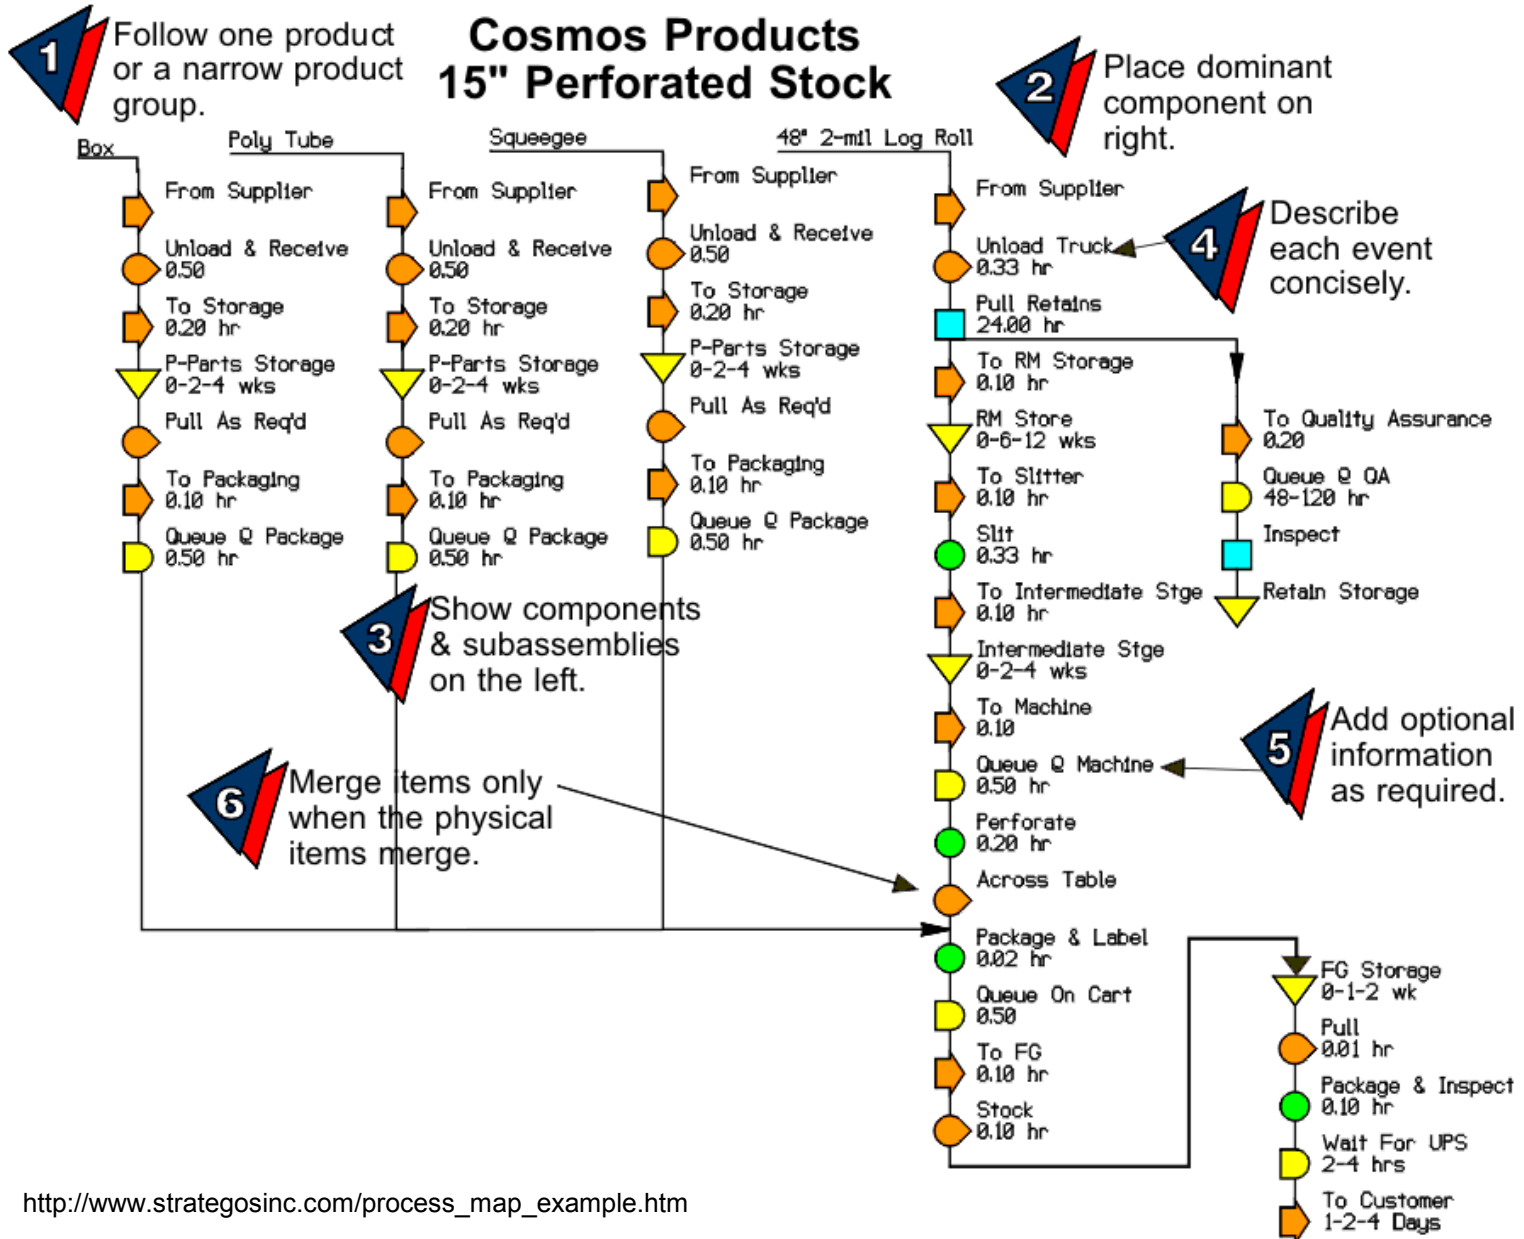 Cosmos Products
15" Perforated Stock
1
Follow one product
or a narrow product
group.
2
Place dominant
component on
right.
Box
From Supplier
Unload & Receive
0.50
To Storage
0.20 hr
P-Parts Storage
0-2-4 wks
Pull As Req'd
To Packaging
0.10 hr
Queue @ Package
0.50 hr
Poly Tube
From Supplier
Unload & Receive
0.50
To Storage
0.20 hr
P-Parts Storage
0-2-4 wks
Pull As Req'd
To Packaging
0.10 hr
Queue @ Package
0.50 hr
3
Show components
& subassemblies
on the left.
Squeegee
From Supplier
Unload & Receive
0.50
To Storage
0.20 hr
P-Parts Storage
0-2-4 wks
Pull As Req'd
To Packaging
0.10 hr
Queue @ Package
0.50 hr
48" 2-mil Log Roll
From Supplier
Unload Truck
0.33 hr
Pull Retains
24.00 hr
To RM Storage
0.10 hr
RM Store
0-6-12 wks
To Slitter
0.10 hr
Slit
0.33 hr
To Intermediate Stge
0.10 hr
Intermediate Stge
0-2-4 wks
To Machine
0.10
Queue @ Machine
0.50 hr
Perforate
0.20 hr
Across Table
Package & Label
0.02 hr
Queue On Cart
0.50
To FG
0.10 hr
Stock
0.10 hr
4
Describe
each event
concisely.
To Quality Assurance
0.20
Queue @ QA
48-120 hr
Inspect
Retain Storage
5
Add optional
information
as required.
6
Merge items only
when the physical
items merge.
FG Storage
0-1-2 wk
Pull
0.01 hr
Package & Inspect
0.10 hr
Wait For UPS
2-4 hrs
To Customer
1-2-4 Days
http://www.strategosinc.com/process_map_example.htm